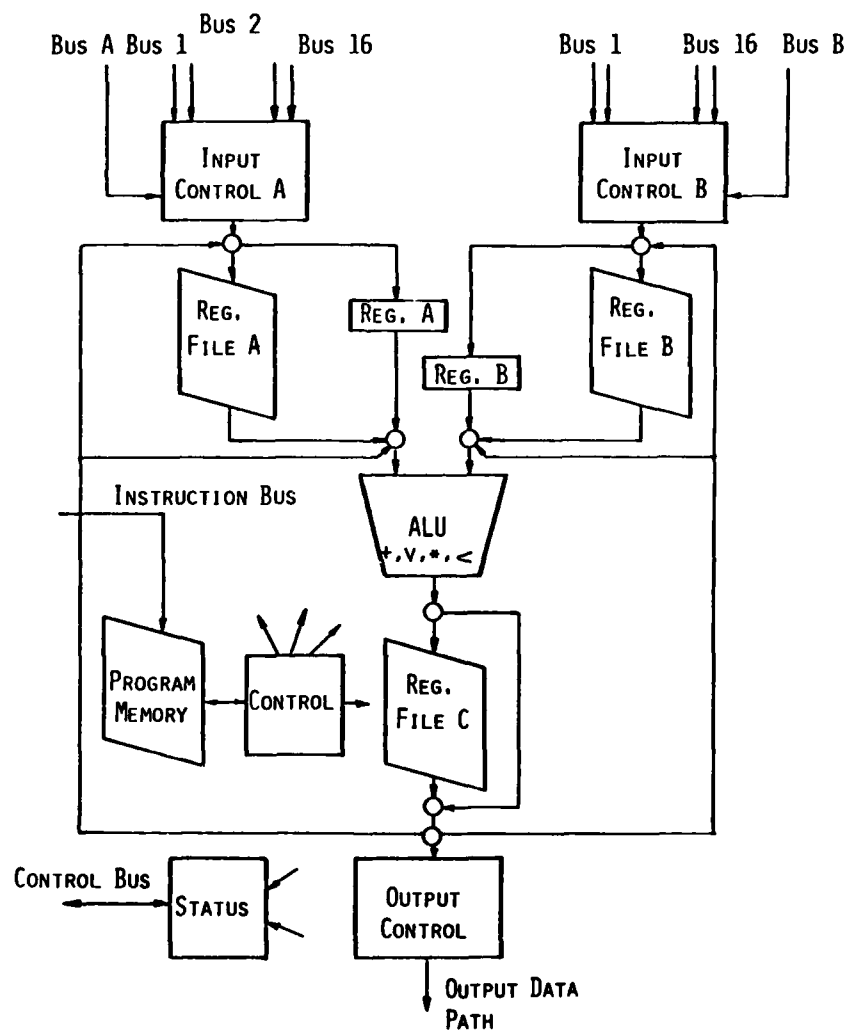 Bus 2
Bus A Bus 1 Bus 16
Bus 1 Bus 16 Bus B
INPUT
CONTROL A
INPUT
CONTROL B
REG.
FILE A
REG. A
REG. B
REG.
FILE B
INSTRUCTION BUS
ALU
+,v,*,<
PROGRAM
MEMORY
CONTROL
REG.
FILE C
CONTROL BUS
STATUS
OUTPUT
CONTROL
OUTPUT DATA
PATH